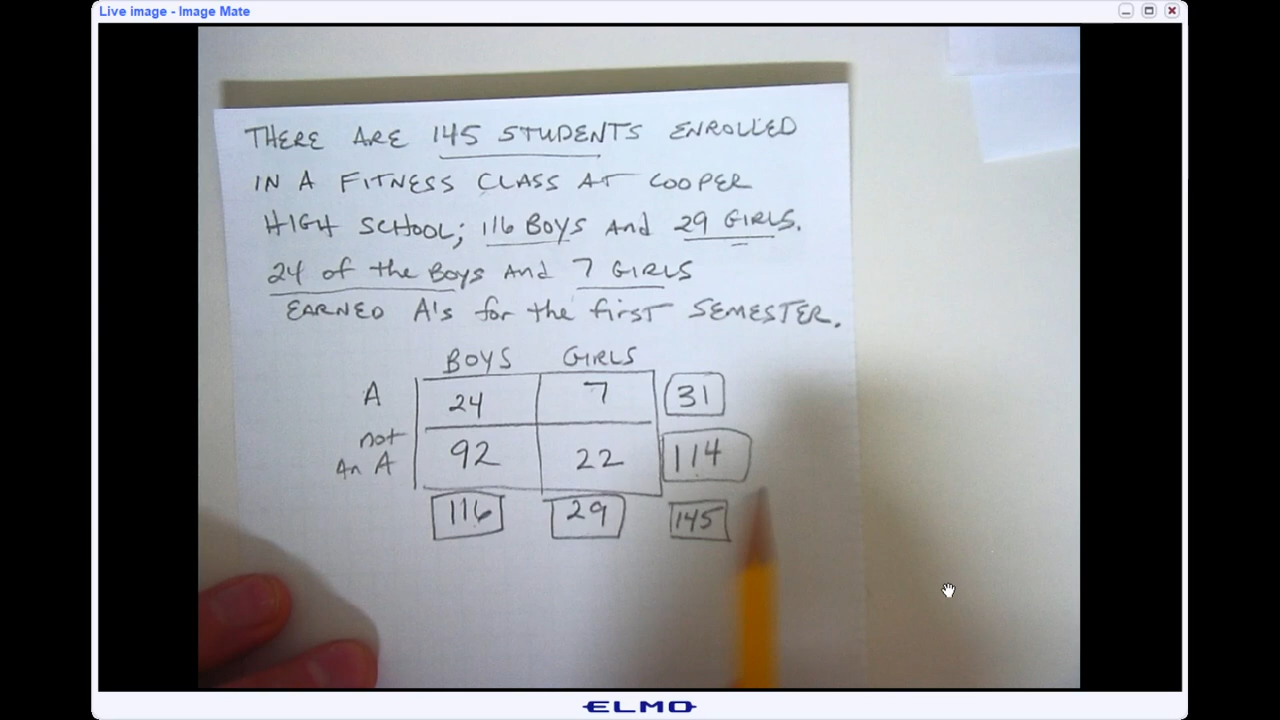 Live image - Image Mate
THERE ARE 145 STUDENTS ENROLLED
IN A FITNESS CLASS AT COOPER
HIGH SCHOOL; 116 BOYS And 29 GIRLS.
24 of the Boys And 7 GIRLS
EARNED A's for the first SEMESTER.
BOYS GIRLS
A 24 7 31
not
An A 92 22 114
116 29 145
ELMO